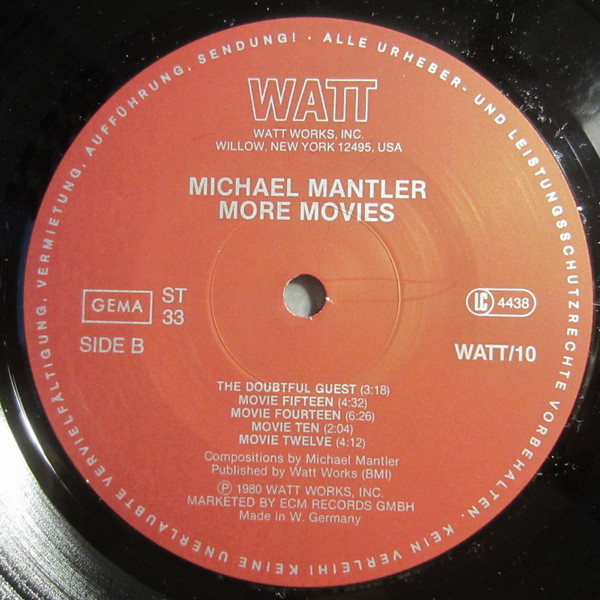 WATT
WATT WORKS, INC.
WILLOW, NEW YORK 12495, USA
MICHAEL MANTLER
MORE MOVIES
GEMA
ST
33
SIDE B
LC 4438
WATT/10
THE DOUBTFUL GUEST (3:18)
MOVIE FIFTEEN (4:32)
MOVIE FOURTEEN (6:26)
MOVIE TEN (2:04)
MOVIE TWELVE (4:12)
Compositions by Michael Mantler
Published by Watt Works (BMI)
Ⓟ 1980 WATT WORKS, INC.
MARKETED BY ECM RECORDS GMBH
Made in W. Germany
ALLE URHEBER- UND LEISTUNGSSCHUTZRECHTE VORBEHALTEN. KEIN VERLEIH! KEINE UNERLAUBTE VERVIELFÄLTIGUNG, VERMIETUNG, AUFFÜHRUNG, SENDUNG! ·